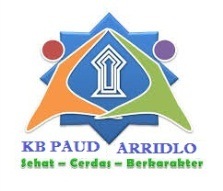 KB PAUD ARRIDLO
Sehat – Cerdas – Berkarakter